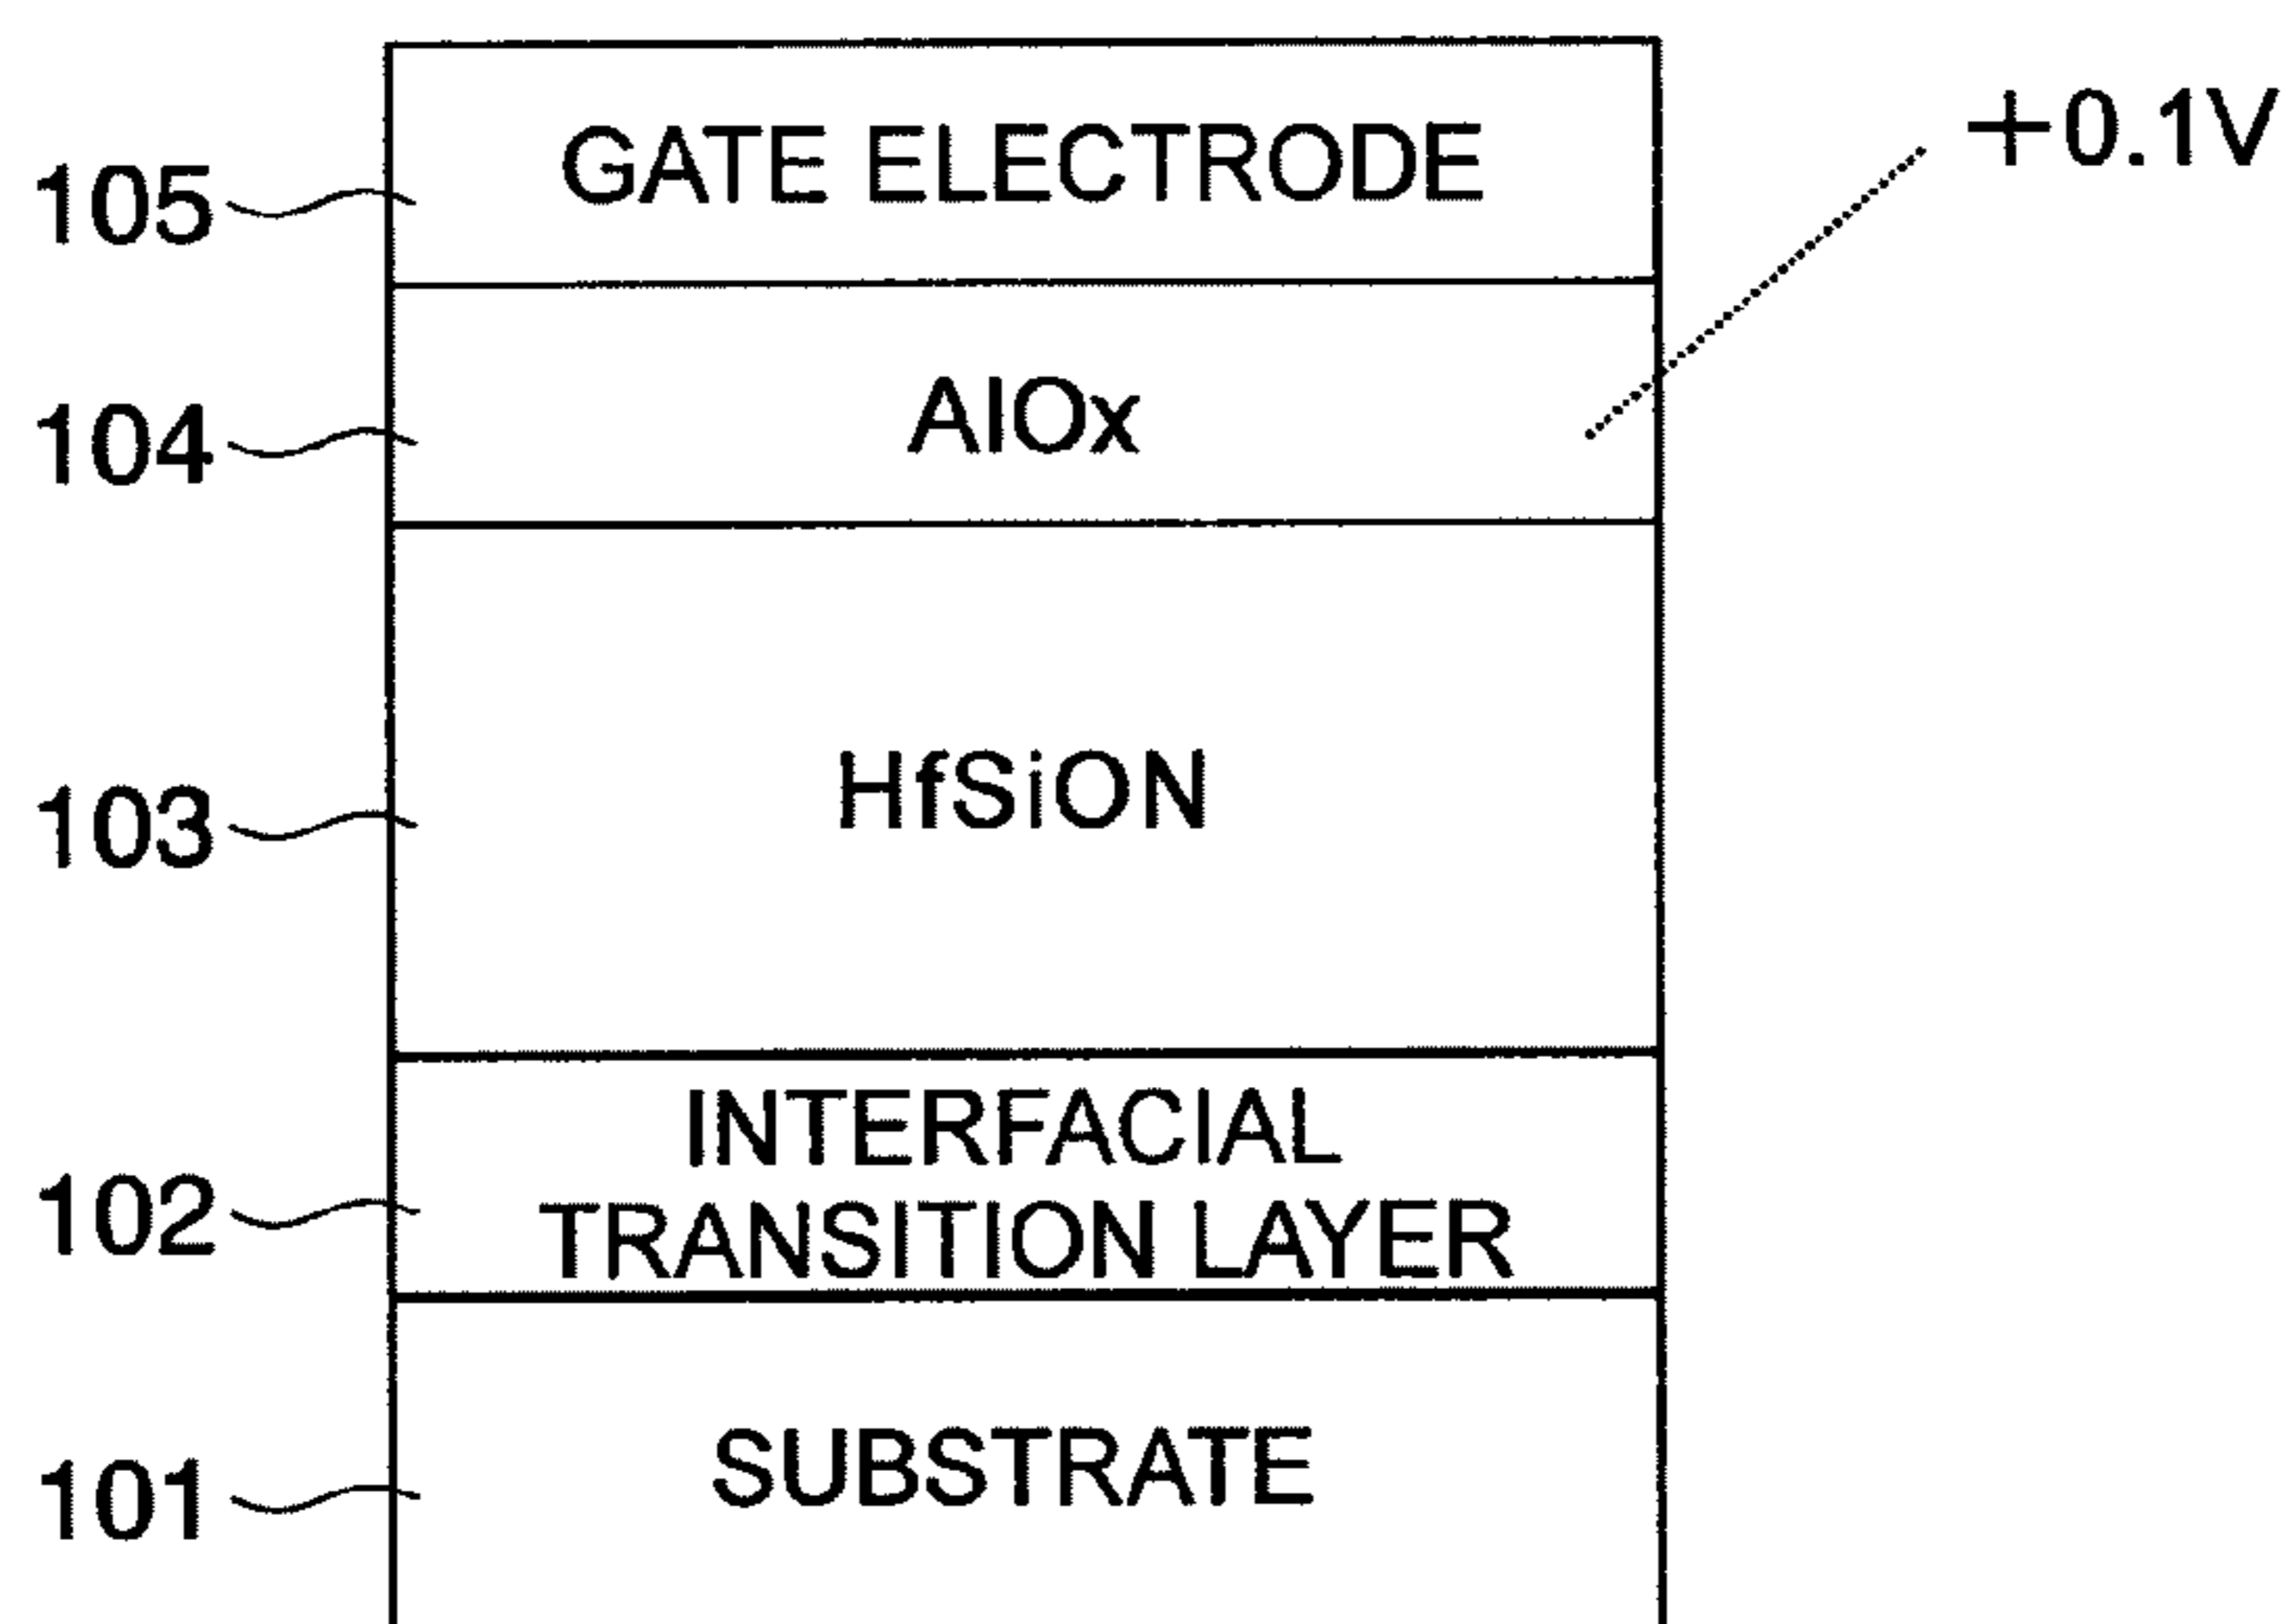 +0.1V
105 GATE ELECTRODE
104 AlOx
103 HfSiON
102 INTERFACIAL
TRANSITION LAYER
101 SUBSTRATE